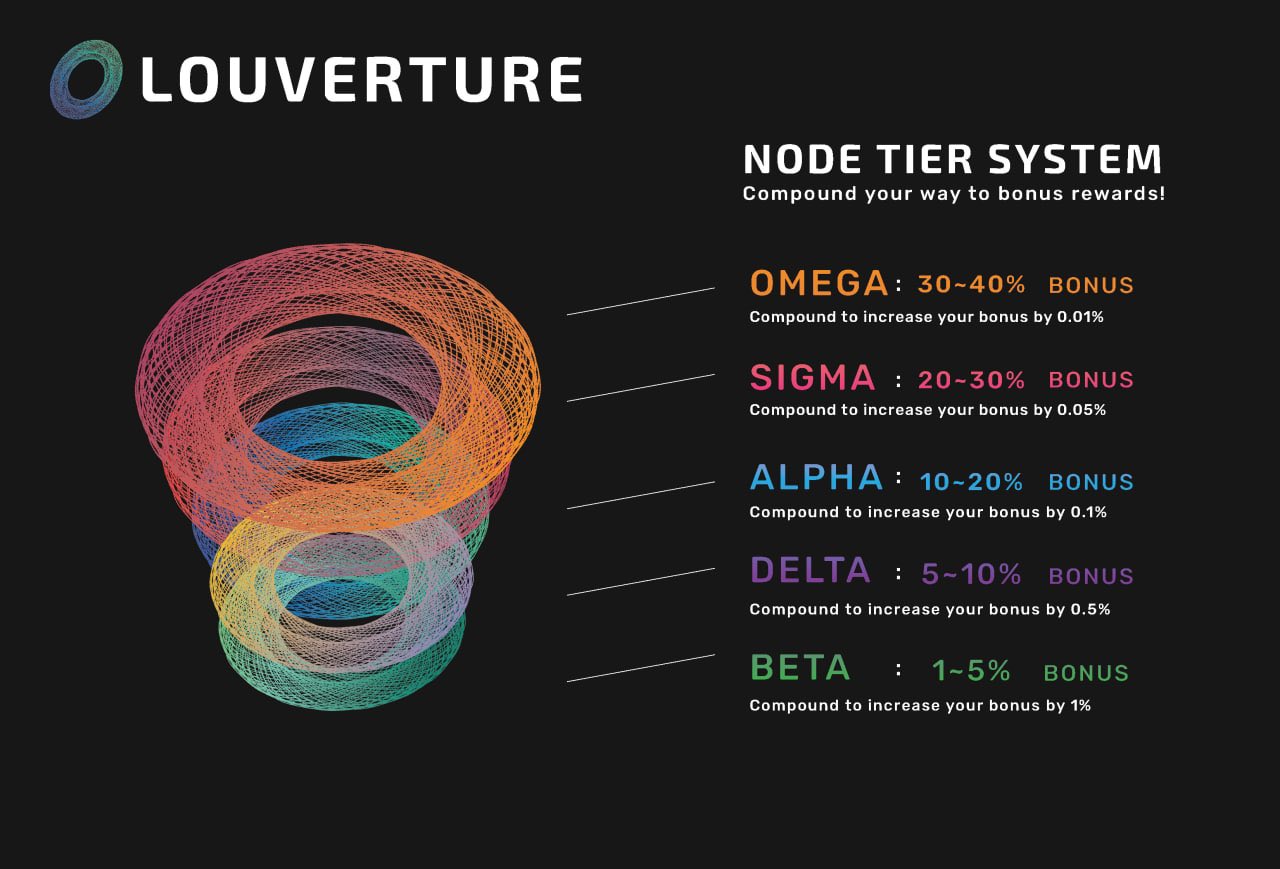 LOUVERTURE
NODE TIER SYSTEM
Compound your way to bonus rewards!
OMEGA : 30~40% BONUS
Compound to increase your bonus by 0.01%
SIGMA : 20~30% BONUS
Compound to increase your bonus by 0.05%
ALPHA : 10~20% BONUS
Compound to increase your bonus by 0.1%
DELTA : 5~10% BONUS
Compound to increase your bonus by 0.5%
BETA : 1~5% BONUS
Compound to increase your bonus by 1%